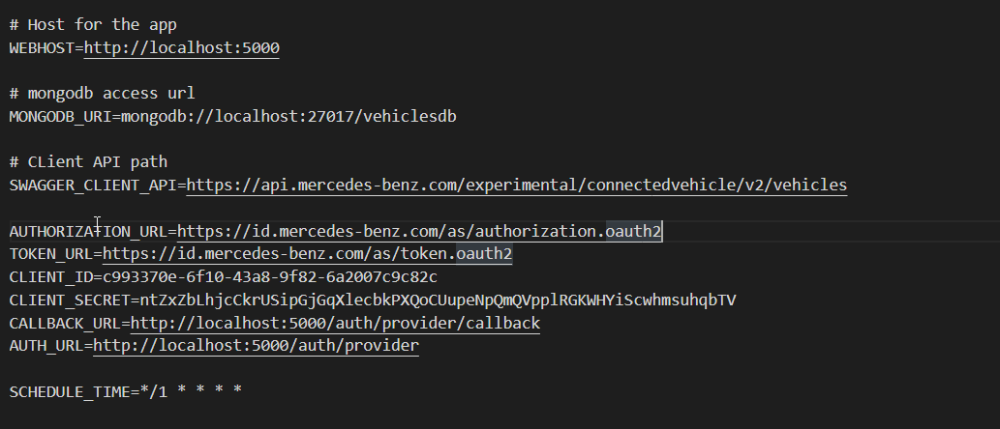 # Host for the app
WEBHOST=http://localhost:5000
# mongodb access url
MONGODB_URI=mongodb://localhost:27017/vehiclesdb
# CLient API path
SWAGGER_CLIENT_API=https://api.mercedes-benz.com/experimental/connectedvehicle/v2/vehicles
AUTHORIZATION_URL=https://id.mercedes-benz.com/as/authorization.oauth2
TOKEN_URL=https://id.mercedes-benz.com/as/token.oauth2
CLIENT_ID=c993370e-6f10-43a8-9f82-6a2007c9c82c
CLIENT_SECRET=ntZxZbLhjcCkrUSipGjGqXlecbkPXQoCUupeNpQmQVpplRGKWHYiScwhmsuhqbTV
CALLBACK_URL=http://localhost:5000/auth/provider/callback
AUTH_URL=http://localhost:5000/auth/provider
SCHEDULE_TIME=*/1 * * * *